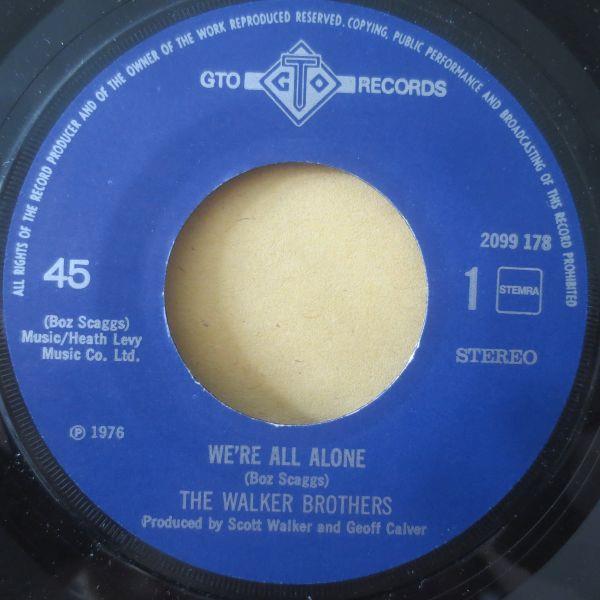 ALL RIGHTS OF THE RECORD PRODUCER AND OF THE OWNER OF THE WORK REPRODUCED RESERVED. COPYING, PUBLIC PERFORMANCE AND BROADCASTING OF THIS RECORD PROHIBITED
GTO GTO RECORDS
2099 178
45
1 STEMRA
(Boz Scaggs)
Music/Heath Levy
Music Co. Ltd.
STEREO
℗ 1976
WE'RE ALL ALONE
(Boz Scaggs)
THE WALKER BROTHERS
Produced by Scott Walker and Geoff Calver